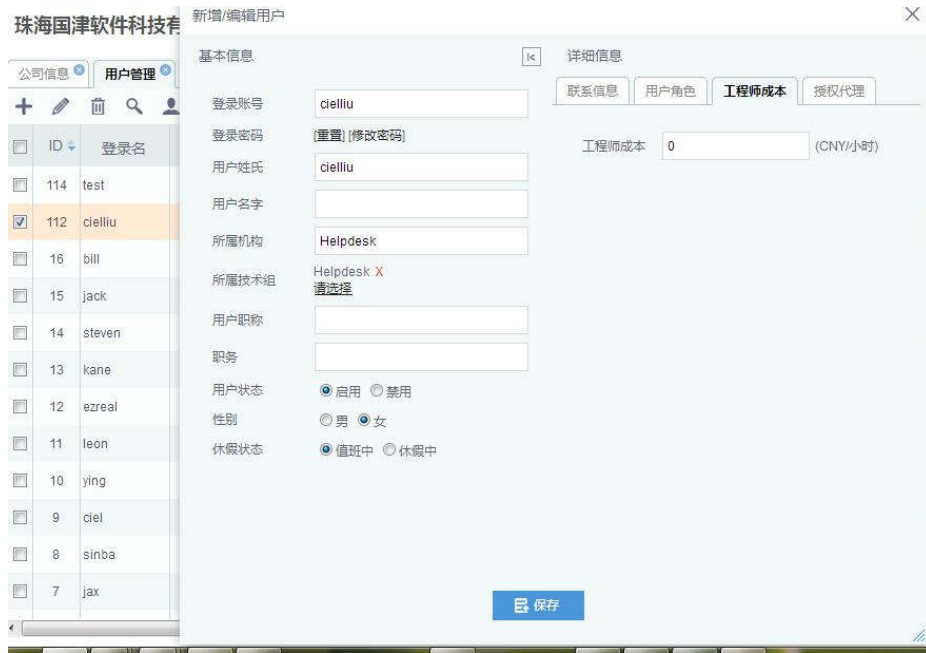 珠海国津软件科技有
公司信息 用户管理
ID 登录名
114 test
112 cielliu
16 bill
15 jack
14 steven
13 kane
12 ezreal
11 leon
10 ying
9 ciel
8 sinba
7 jax
新增/编辑用户
基本信息
登录账号 cielliu
登录密码 [重置] [修改密码]
用户姓氏 cielliu
用户名字
所属机构 Helpdesk
所属技术组 Helpdesk X
请选择
用户职称
职务
用户状态 启用 禁用
性别 男 女
休假状态 值班中 休假中
详细信息
联系信息 用户角色 工程师成本 授权代理
工程师成本 0 (CNY/小时)
保存